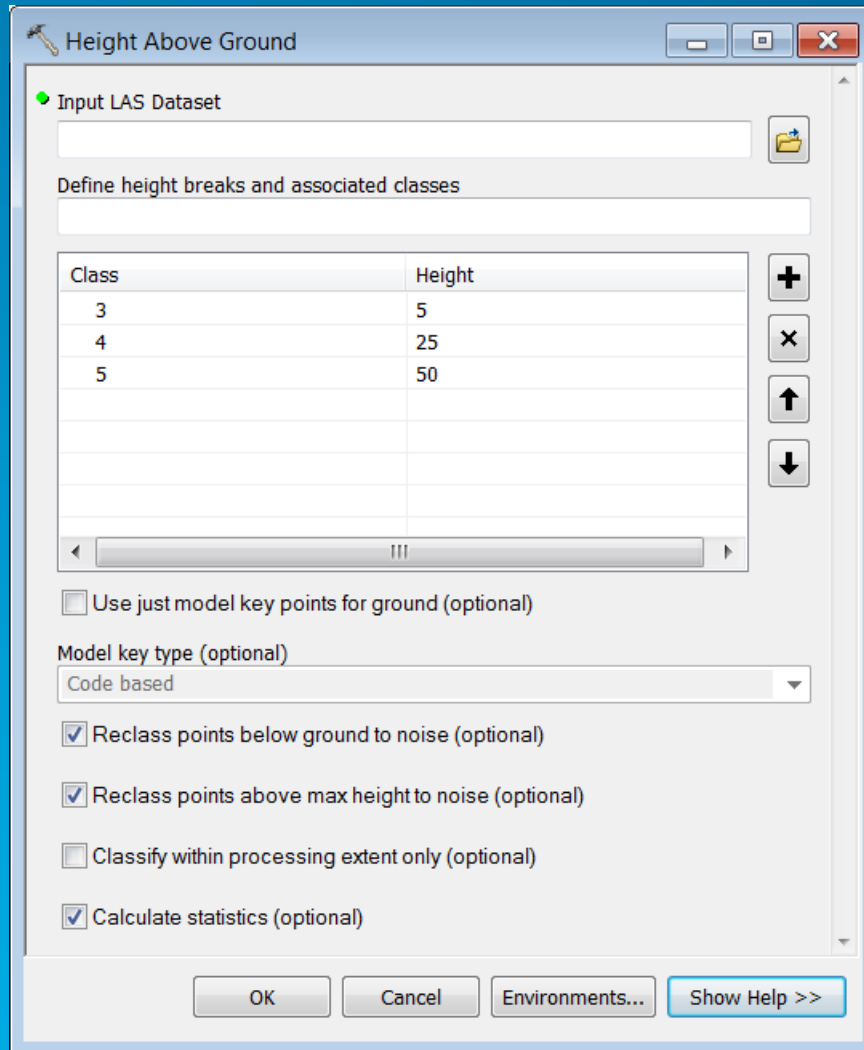 Height Above Ground
Input LAS Dataset
Define height breaks and associated classes
Class Height
3 5
4 25
5 50
Use just model key points for ground (optional)
Model key type (optional)
Code based
Reclass points below ground to noise (optional)
Reclass points above max height to noise (optional)
Classify within processing extent only (optional)
Calculate statistics (optional)
OK Cancel Environments... Show Help >>